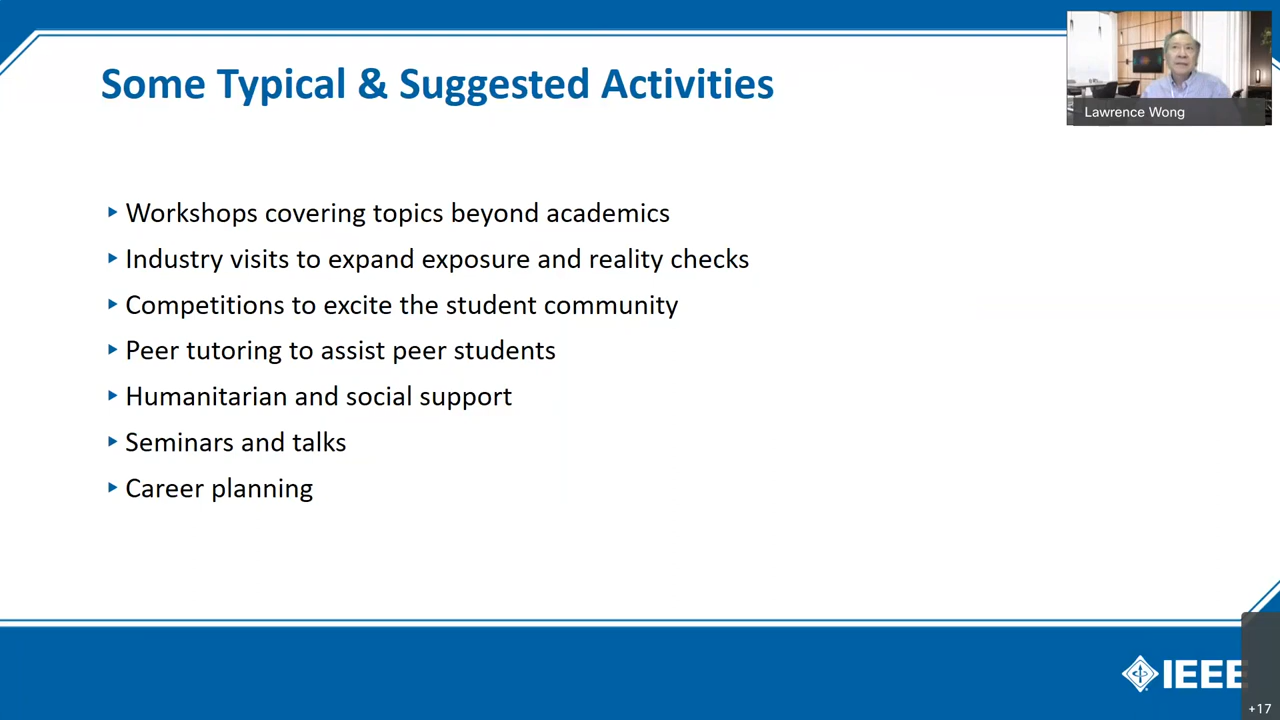 Some Typical & Suggested Activities
Lawrence Wong
Workshops covering topics beyond academics
Industry visits to expand exposure and reality checks
Competitions to excite the student community
Peer tutoring to assist peer students
Humanitarian and social support
Seminars and talks
Career planning
IEEE
+17